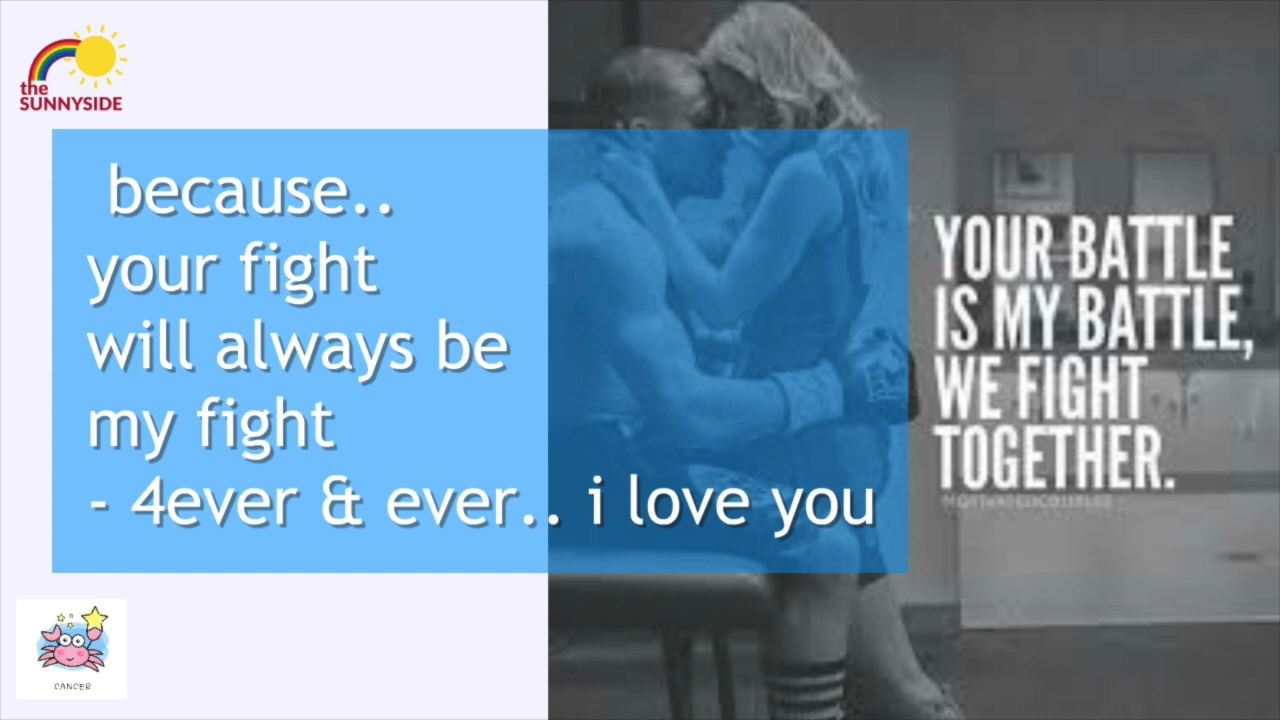 the
SUNNYSIDE
because..
your fight
will always be
my fight
- 4ever & ever.. i love you
YOUR BATTLE
IS MY BATTLE,
WE FIGHT
TOGETHER.
CANCER